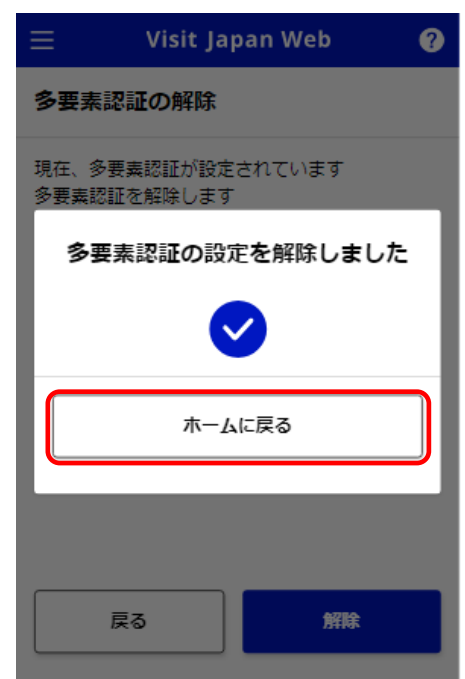 Visit Japan Web
多要素認証の解除
現在、多要素認証が設定されています
多要素認証を解除します
多要素認証の設定を解除しました
ホームに戻る
戻る
解除